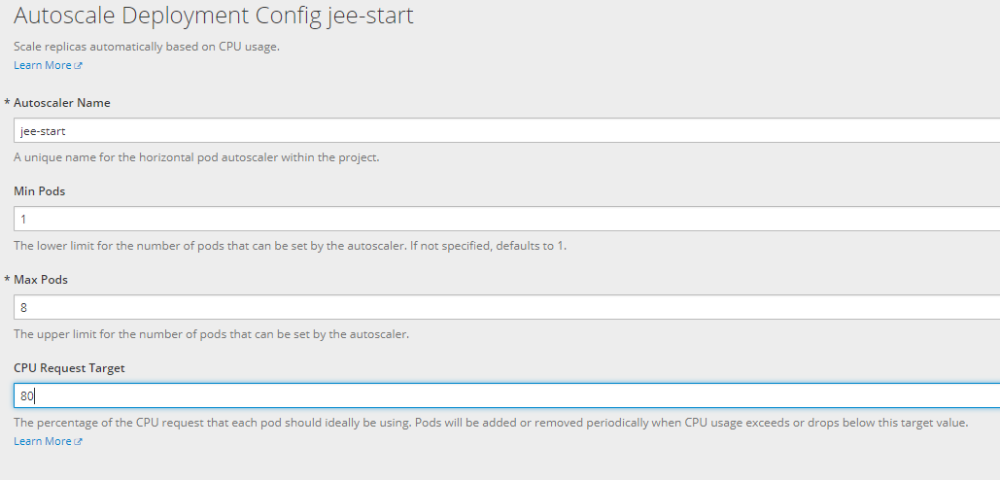 Autoscale Deployment Config jee-start
Scale replicas automatically based on CPU usage.
Learn More
* Autoscaler Name
jee-start
A unique name for the horizontal pod autoscaler within the project.
Min Pods
1
The lower limit for the number of pods that can be set by the autoscaler. If not specified, defaults to 1.
* Max Pods
8
The upper limit for the number of pods that can be set by the autoscaler.
CPU Request Target
80
The percentage of the CPU request that each pod should ideally be using. Pods will be added or removed periodically when CPU usage exceeds or drops below this target value.
Learn More